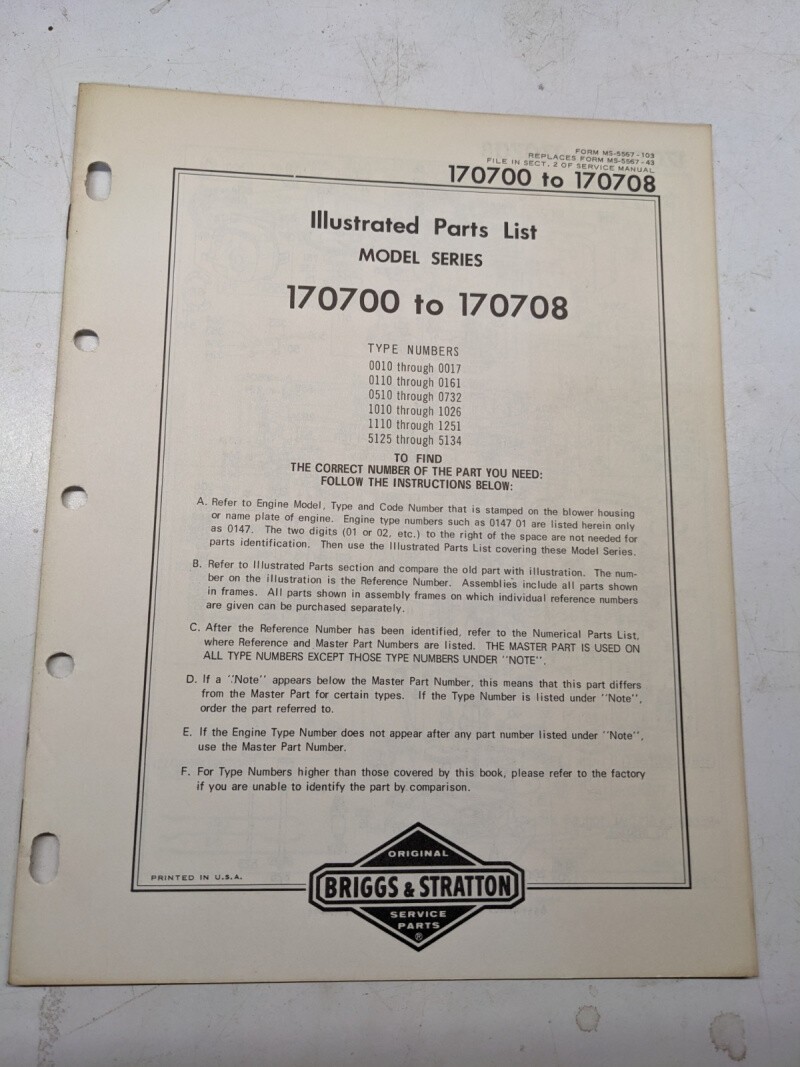 FORM MS-5567-103
REPLACES FORM MS-5567-43
FILE IN SECT. 2 OF SERVICE MANUAL
170700 to 170708
Illustrated Parts List
MODEL SERIES
170700 to 170708
TYPE NUMBERS
0010 through 0017
0110 through 0161
0510 through 0732
1010 through 1026
1110 through 1251
5125 through 5134
TO FIND
THE CORRECT NUMBER OF THE PART YOU NEED:
FOLLOW THE INSTRUCTIONS BELOW:
A. Refer to Engine Model, Type and Code Number that is stamped on the blower housing
or name plate of engine. Engine type numbers such as 0147 01 are listed herein only
as 0147. The two digits (01 or 02, etc.) to the right of the space are not needed for
parts identification. Then use the Illustrated Parts List covering these Model Series.
B. Refer to Illustrated Parts section and compare the old part with illustration. The num-
ber on the illustration is the Reference Number. Assemblies include all parts shown
in frames. All parts shown in assembly frames on which individual reference numbers
are given can be purchased separately.
C. After the Reference Number has been identified, refer to the Numerical Parts List,
where Reference and Master Part Numbers are listed. THE MASTER PART IS USED ON
ALL TYPE NUMBERS EXCEPT THOSE TYPE NUMBERS UNDER "NOTE".
D. If a "Note" appears below the Master Part Number, this means that this part differs
from the Master Part for certain types. If the Type Number is listed under "Note",
order the part referred to.
E. If the Engine Type Number does not appear after any part number listed under "Note",
use the Master Part Number.
F. For Type Numbers higher than those covered by this book, please refer to the factory
if you are unable to identify the part by comparison.
PRINTED IN U.S.A.
ORIGINAL
BRIGGS & STRATTON
SERVICE
PARTS
®